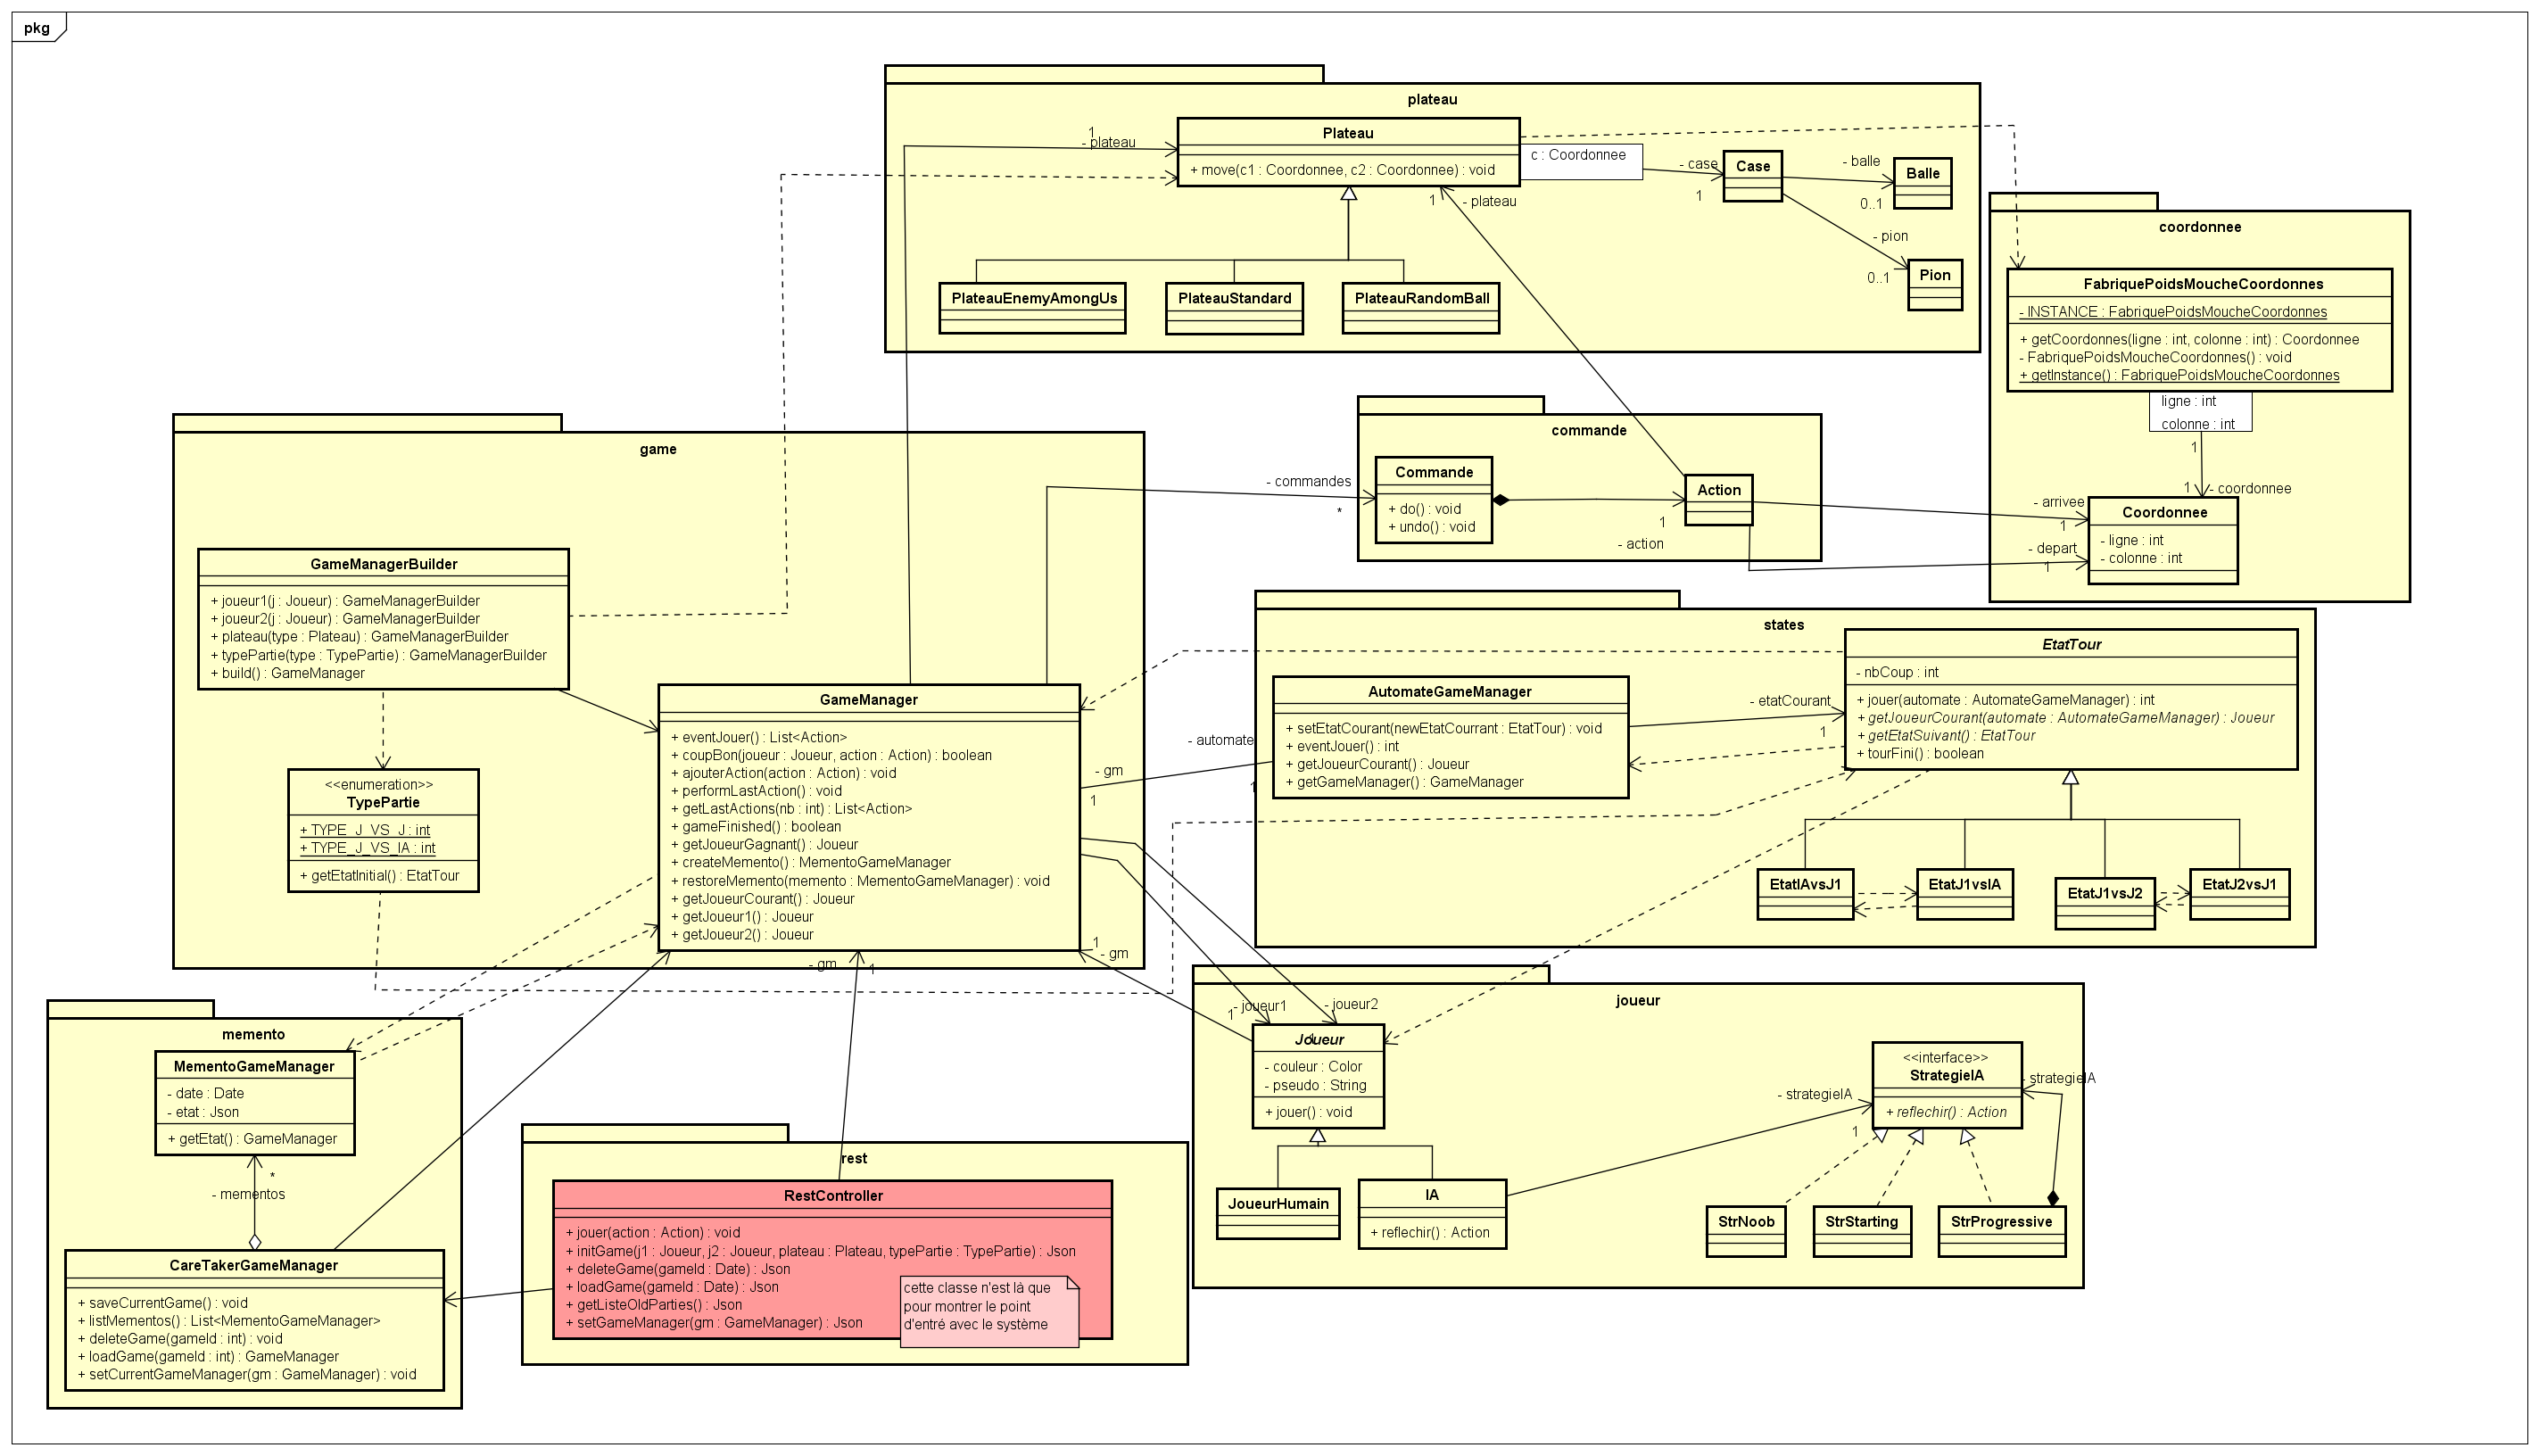 pkg
plateau
Plateau
+ move(c1 : Coordonnee, c2 : Coordonnee) : void
c : Coordonnee
1
- plateau
- case
1
Case
- balle
0..1
Balle
- pion
0..1
Pion
1
- plateau
PlateauEnemyAmongUs
PlateauStandard
PlateauRandomBall
coordonnee
FabriquePoidsMoucheCoordonnes
- INSTANCE : FabriquePoidsMoucheCoordonnes
+ getCoordonnes(ligne : int, colonne : int) : Coordonnee
- FabriquePoidsMoucheCoordonnes() : void
+ getInstance() : FabriquePoidsMoucheCoordonnes
ligne : int
colonne : int
1
1
- coordonnee
Coordonnee
- ligne : int
- colonne : int
commande
Commande
+ do() : void
+ undo() : void
- commandes
*
Action
1
- action
- arrivee
1
- depart
1
game
GameManagerBuilder
+ joueur1(j : Joueur) : GameManagerBuilder
+ joueur2(j : Joueur) : GameManagerBuilder
+ plateau(type : Plateau) : GameManagerBuilder
+ typePartie(type : TypePartie) : GameManagerBuilder
+ build() : GameManager
<<enumeration>>
TypePartie
+ TYPE_J_VS_J : int
+ TYPE_J_VS_IA : int
+ getEtatInitial() : EtatTour
GameManager
+ eventJouer() : List<Action>
+ coupBon(joueur : Joueur, action : Action) : boolean
+ ajouterAction(action : Action) : void
+ performLastAction() : void
+ getLastActions(nb : int) : List<Action>
+ gameFinished() : boolean
+ getJoueurGagnant() : Joueur
+ createMemento() : MementoGameManager
+ restoreMemento(memento : MementoGameManager) : void
+ getJoueurCourant() : Joueur
+ getJoueur1() : Joueur
+ getJoueur2() : Joueur
- gm
1
- automate
1
1
- gm
- gm
1
states
AutomateGameManager
+ setEtatCourant(newEtatCourrant : EtatTour) : void
+ eventJouer() : int
+ getJoueurCourant() : Joueur
+ getGameManager() : GameManager
- etatCourant
1
EtatTour
- nbCoup : int
+ jouer(automate : AutomateGameManager) : int
+ getJoueurCourant(automate : AutomateGameManager) : Joueur
+ getEtatSuivant() : EtatTour
+ tourFini() : boolean
EtatIAvsJ1
EtatJ1vsIA
EtatJ1vsJ2
EtatJ2vsJ1
joueur
- joueur1
1
- joueur2
1
Joueur
- couleur : Color
- pseudo : String
+ jouer() : void
JoueurHumain
IA
+ reflechir() : Action
- strategieIA
1
<<interface>>
StrategieIA
+ reflechir() : Action
- strategieIA
StrNoob
StrStarting
StrProgressive
memento
MementoGameManager
- date : Date
- etat : Json
+ getEtat() : GameManager
*
- mementos
CareTakerGameManager
+ saveCurrentGame() : void
+ listMementos() : List<MementoGameManager>
+ deleteGame(gameId : int) : void
+ loadGame(gameId : int) : GameManager
+ setCurrentGameManager(gm : GameManager) : void
rest
RestController
+ jouer(action : Action) : void
+ initGame(j1 : Joueur, j2 : Joueur, plateau : Plateau, typePartie : TypePartie) : Json
+ deleteGame(gameId : Date) : Json
+ loadGame(gameId : Date) : Json
+ getListeOldParties() : Json
+ setGameManager(gm : GameManager) : Json
cette classe n'est là que
pour montrer le point
d'entré avec le système